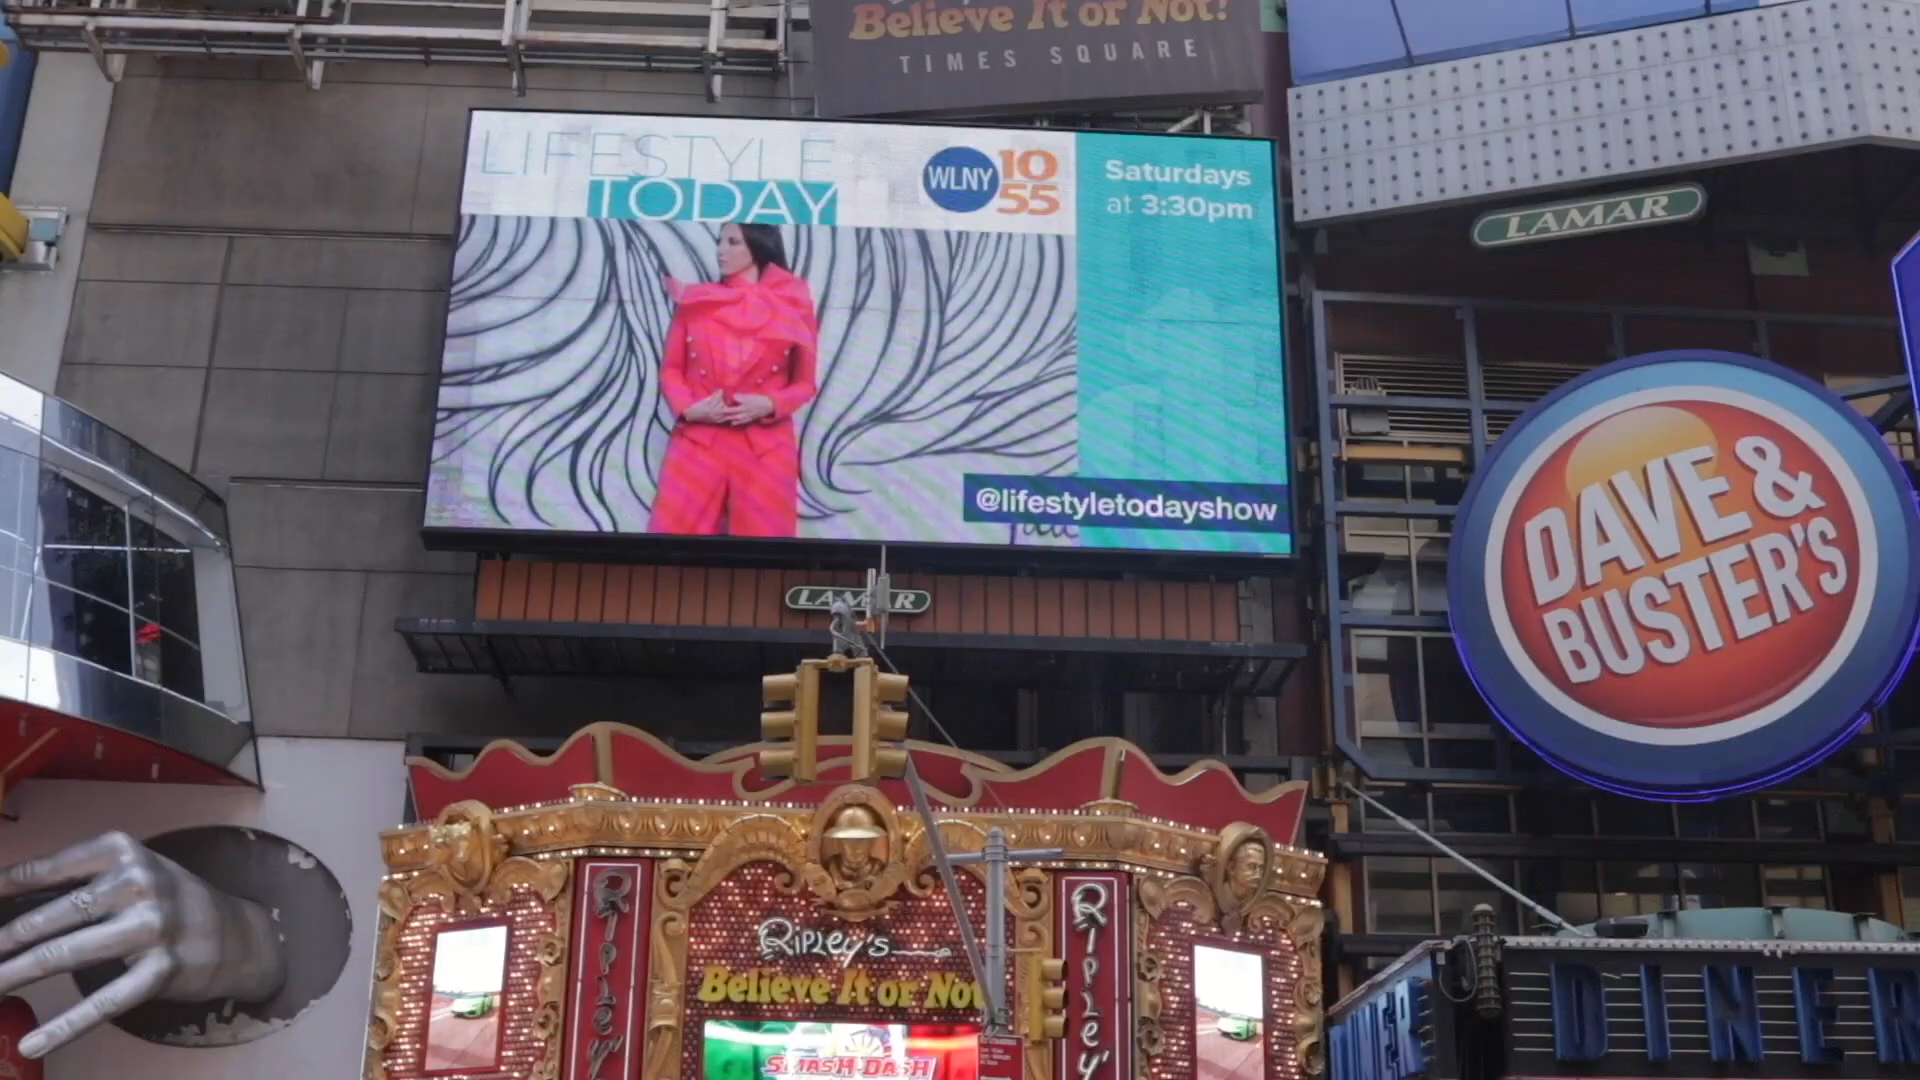 Believe It or Not!
TIMES SQUARE
LIFESTYLE
TODAY
WLNY
10
55
Saturdays
at 3:30pm
@lifestyletodayshow
LAMAR
LAMAR
DAVE &
BUSTER'S
RIPLEY'S
Believe It or Not
RIPLEY'
RIPLEY'
SMASH DASH
DINER
DINER